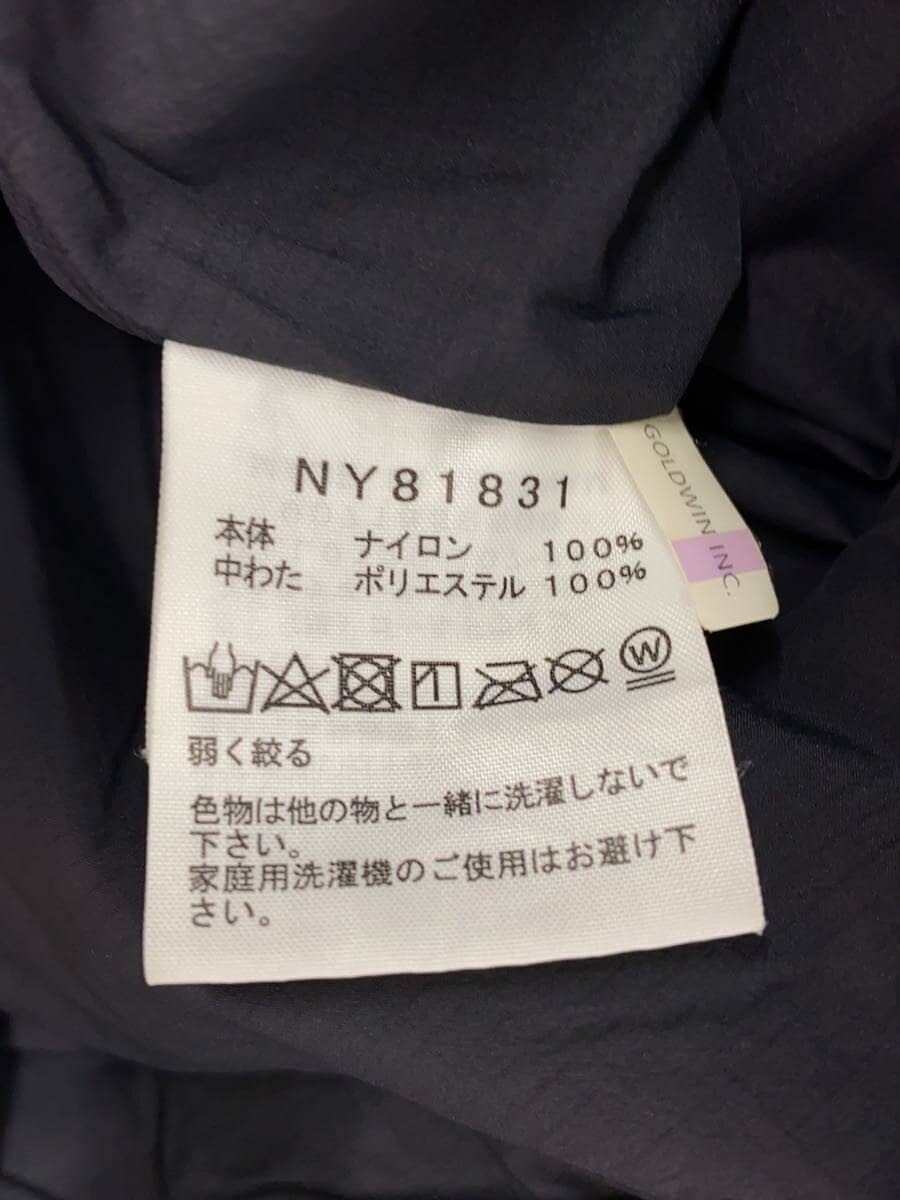 NY81831
本体 ナイロン 100%
中わた ポリエステル 100%
W
弱く絞る
色物は他の物と一緒に洗濯しないで
下さい。
家庭用洗濯機のご使用はお避け下
さい。
GOLDWIN INC.